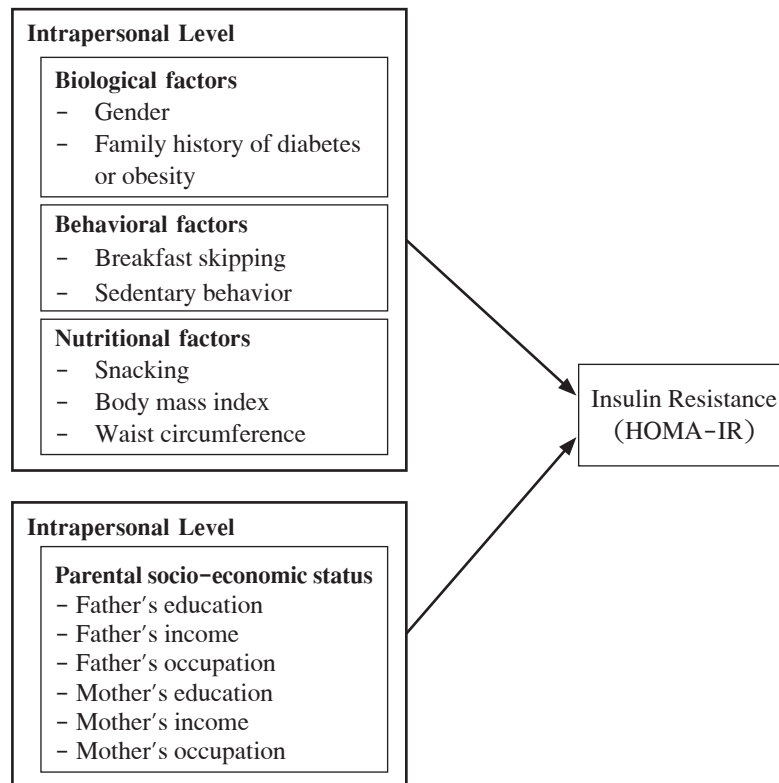 Intrapersonal Level
Biological factors
- Gender
- Family history of diabetes
or obesity
Behavioral factors
- Breakfast skipping
- Sedentary behavior
Nutritional factors
- Snacking
- Body mass index
- Waist circumference
Insulin Resistance
(HOMA-IR)
Intrapersonal Level
Parental socio-economic status
- Father's education
- Father's income
- Father's occupation
- Mother's education
- Mother's income
- Mother's occupation